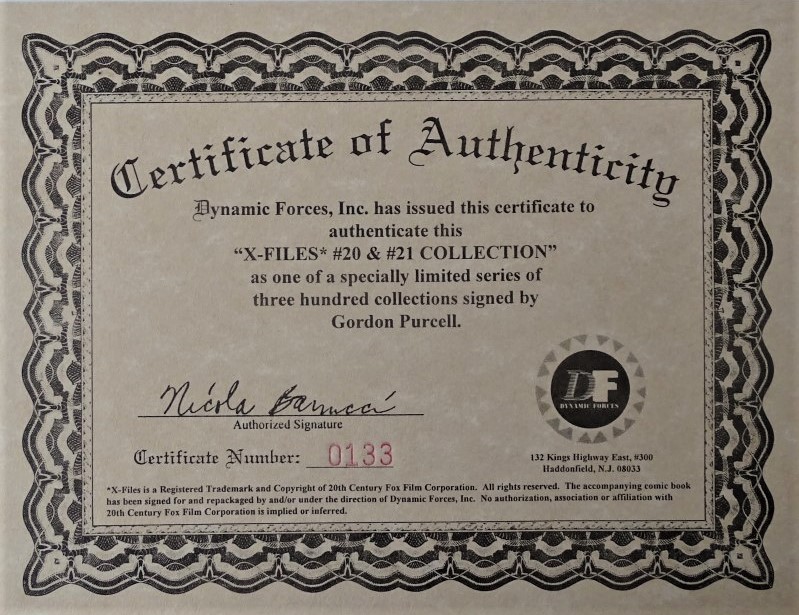 Certificate of Authenticity
Dynamic Forces, Inc. has issued this certificate to
authenticate this
“X-FILES* #20 & #21 COLLECTION”
as one of a specially limited series of
three hundred collections signed by
Gordon Purcell.
Nicola Barrucci
Authorized Signature
Certificate Number: 0133
DF
DYNAMIC FORCES
132 Kings Highway East, #300
Haddonfield, N.J. 08033
*X-Files is a Registered Trademark and Copyright of 20th Century Fox Film Corporation. All rights reserved. The accompanying comic book
has been signed for and repackaged by and/or under the direction of Dynamic Forces, Inc. No authorization, association or affiliation with
20th Century Fox Film Corporation is implied or inferred.